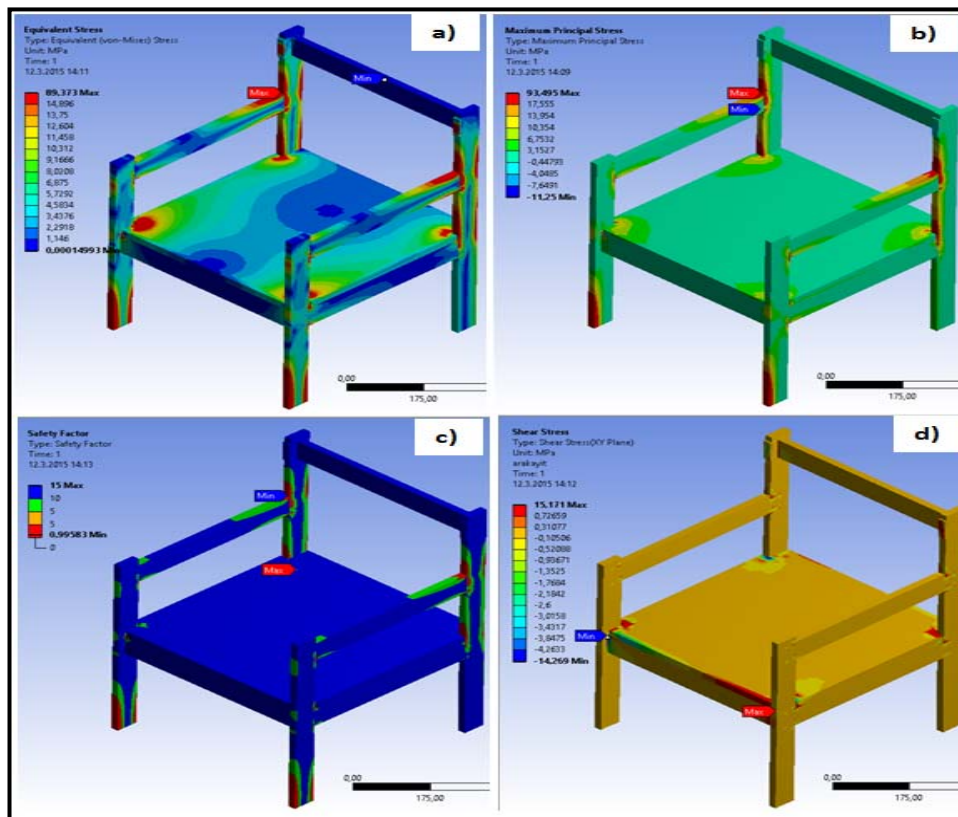 a)
Equivalent Stress
Type: Equivalent (von-Mises) Stress
Unit: MPa
Time: 1
12.3.2015 14:11
89,373 Max
14,896
13,75
12,604
11,458
10,312
9,1666
8,0208
6,875
5,7292
4,5834
3,4376
2,2918
1,146
0,00014993 Min
Min
Max
0,00
175,00
b)
Maximum Principal Stress
Type: Maximum Principal Stress
Unit: MPa
Time: 1
12.3.2015 14:09
93,495 Max
17,555
13,954
10,354
6,7532
3,1527
-0,44793
-4,0485
-7,6491
-11,25 Min
Max
Min
0,00
175,00
c)
Safety Factor
Type: Safety Factor
Time: 1
12.3.2015 14:13
15 Max
10
5
5
0,99583 Min
0
Min
Max
0,00
175,00
d)
Shear Stress
Type: Shear Stress(XY Plane)
Unit: MPa
arakayit
Time: 1
12.3.2015 14:12
15,171 Max
0,72659
0,31077
-0,10506
-0,52088
-0,93671
-1,3525
-1,7684
-2,1842
-2,6
-3,0158
-3,4317
-3,8475
-4,2633
-14,269 Min
Min
Max
0,00
175,00